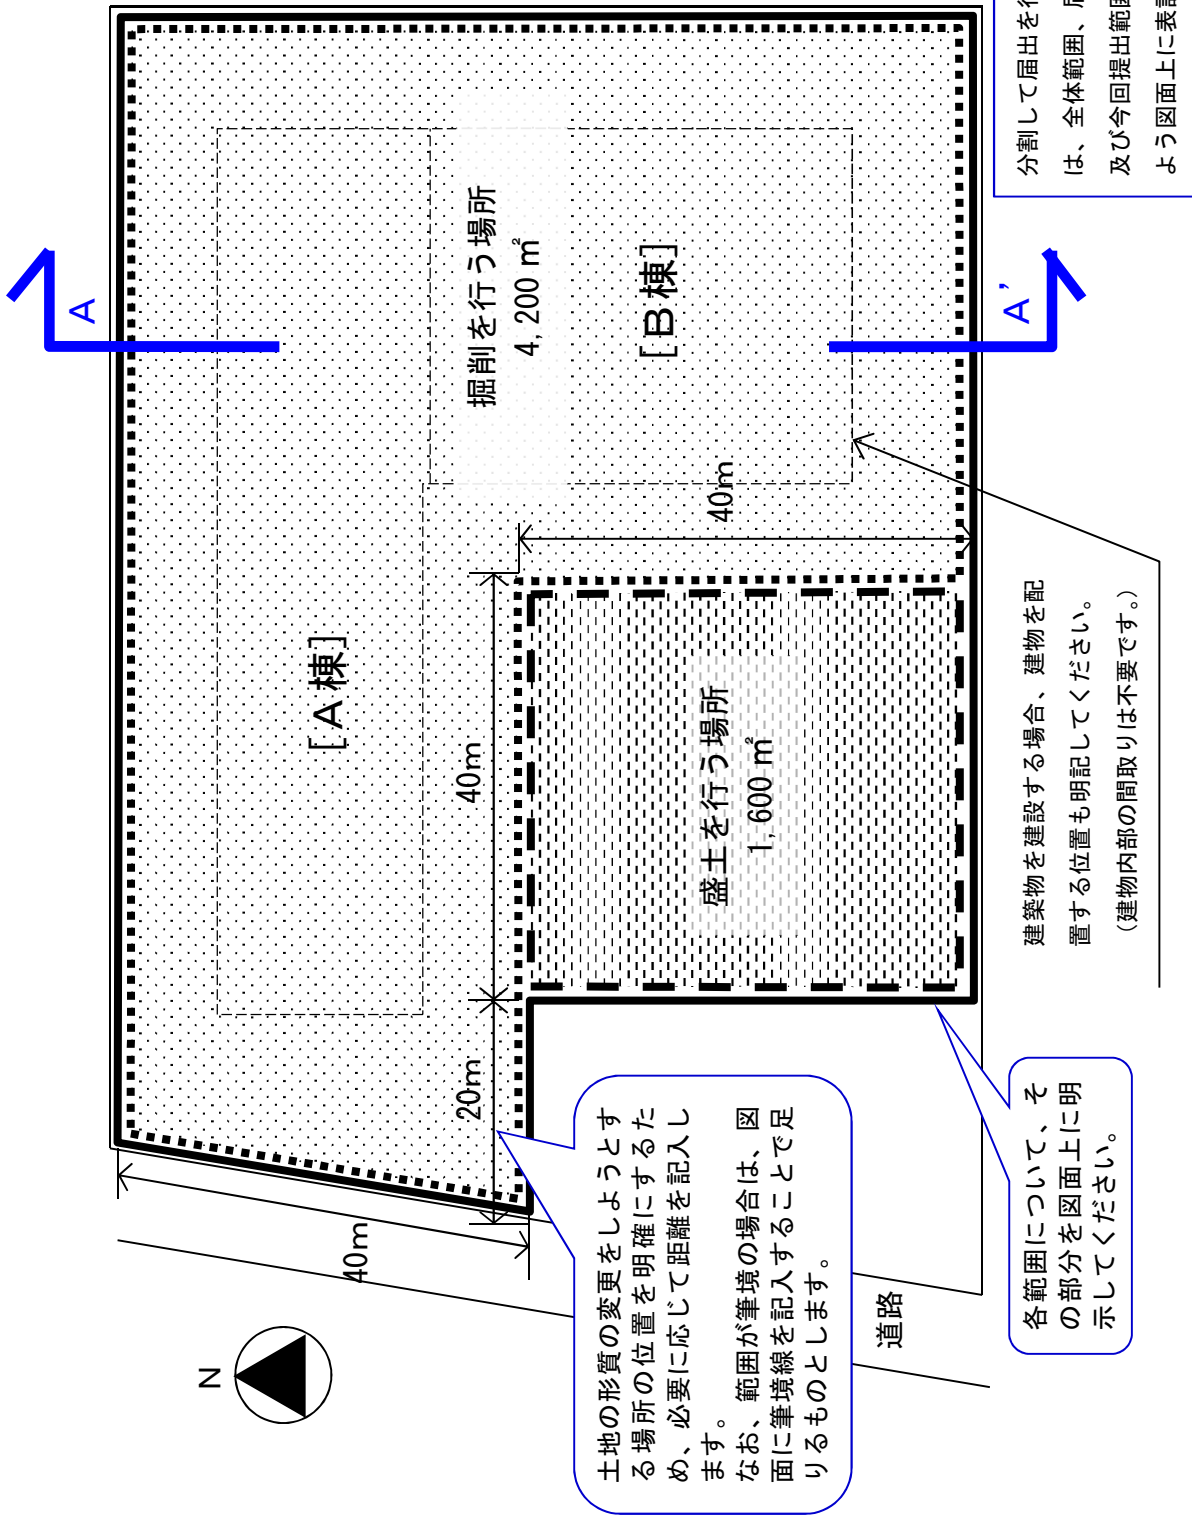 N
40m
20m
40m
40m
[A棟]
掘削を行う場所
4,200 ㎡
[B棟]
盛土を行う場所
1,600 ㎡
A
A'
道路
土地の形質の変更をしようとす
る場所の位置を明確にするた
め、必要に応じて距離を記入し
ます。
なお、範囲が筆境の場合は、図
面に筆境線を記入することで足
りるものとします。
各範囲について、そ
の部分を図面上に明
示してください。
建築物を建設する場合、建物を配
置する位置も明記してください。
（建物内部の間取りは不要です。）
分割して届出を行
は、全体範囲、
及び今回提出範囲
よう図面上に表記